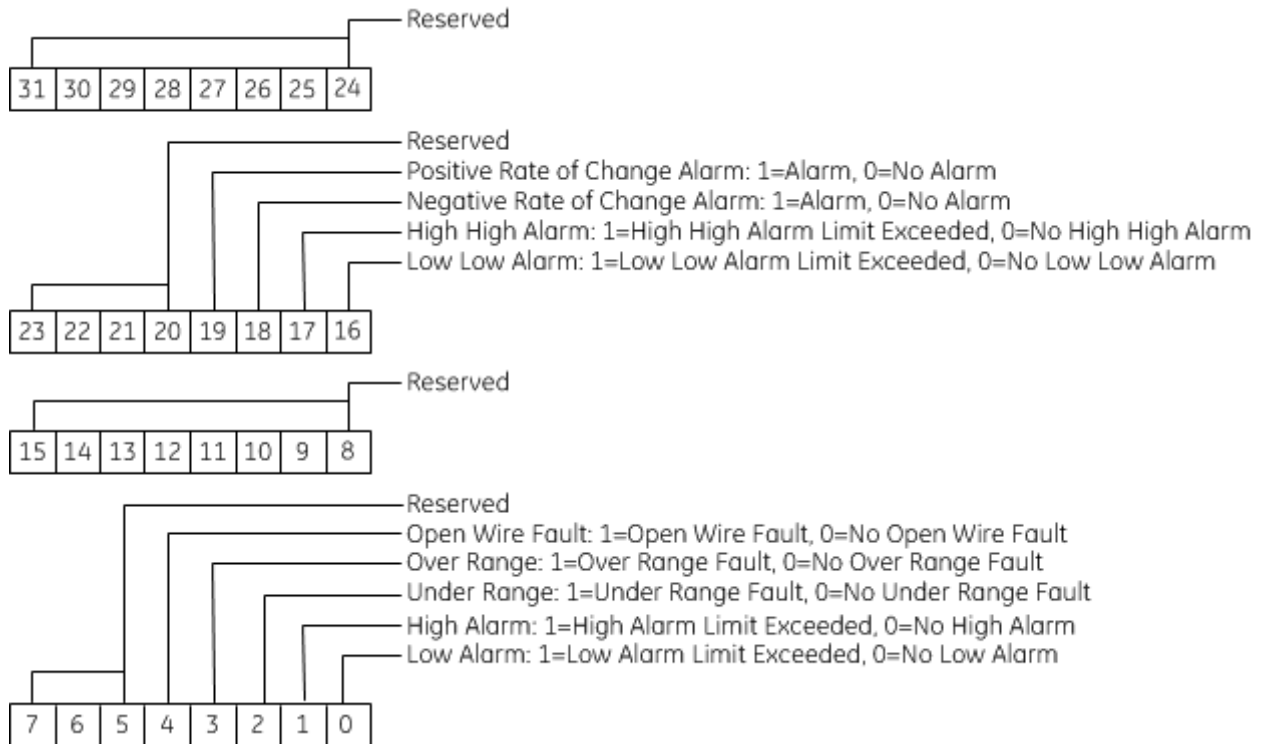 Reserved
31 30 29 28 27 26 25 24
Reserved
Positive Rate of Change Alarm: 1=Alarm, 0=No Alarm
Negative Rate of Change Alarm: 1=Alarm, 0=No Alarm
High High Alarm: 1=High High Alarm Limit Exceeded, 0=No High High Alarm
Low Low Alarm: 1=Low Low Alarm Limit Exceeded, 0=No Low Low Alarm
23 22 21 20 19 18 17 16
Reserved
15 14 13 12 11 10 9 8
Reserved
Open Wire Fault: 1=Open Wire Fault, 0=No Open Wire Fault
Over Range: 1=Over Range Fault, 0=No Over Range Fault
Under Range: 1=Under Range Fault, 0=No Under Range Fault
High Alarm: 1=High Alarm Limit Exceeded, 0=No High Alarm
Low Alarm: 1=Low Alarm Limit Exceeded, 0=No Low Alarm
7 6 5 4 3 2 1 0